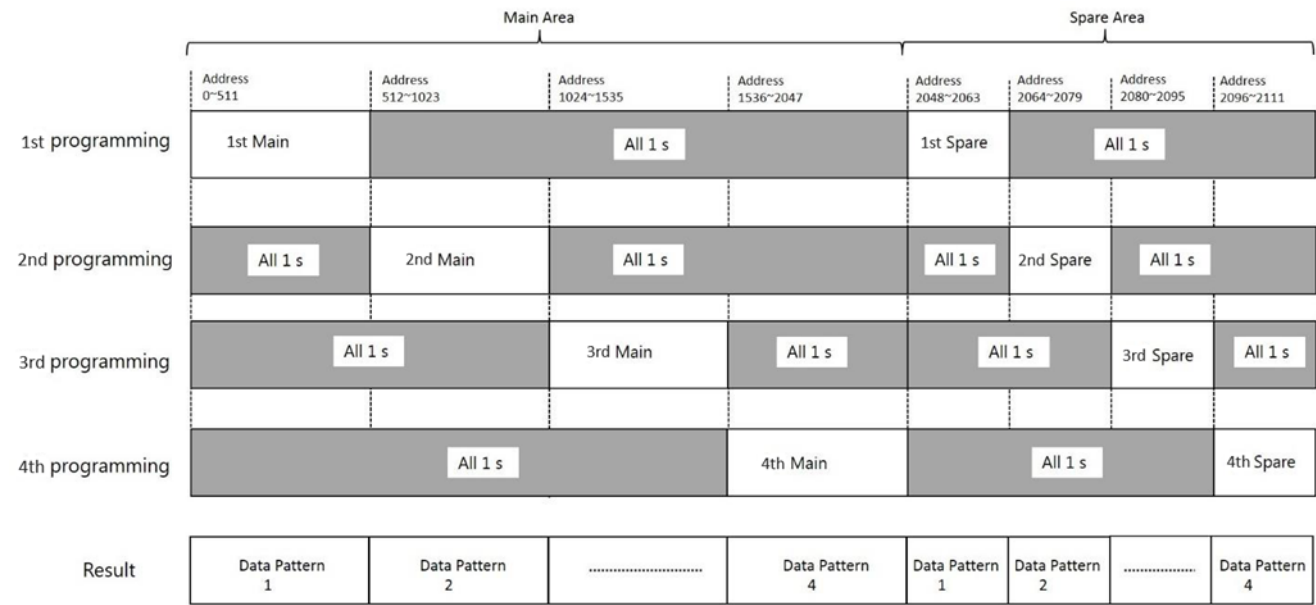 Main Area
Spare Area
Address
0~511
Address
512~1023
Address
1024~1535
Address
1536~2047
Address
2048~2063
Address
2064~2079
Address
2080~2095
Address
2096~2111
1st programming
1st Main
All 1 s
1st Spare
All 1 s
2nd programming
All 1 s
2nd Main
All 1 s
All 1 s
2nd Spare
All 1 s
3rd programming
All 1 s
3rd Main
All 1 s
All 1 s
3rd Spare
All 1 s
4th programming
All 1 s
4th Main
All 1 s
4th Spare
Result
Data Pattern
1
Data Pattern
2
........................
Data Pattern
4
Data Pattern
1
Data Pattern
2
...............
Data Pattern
4